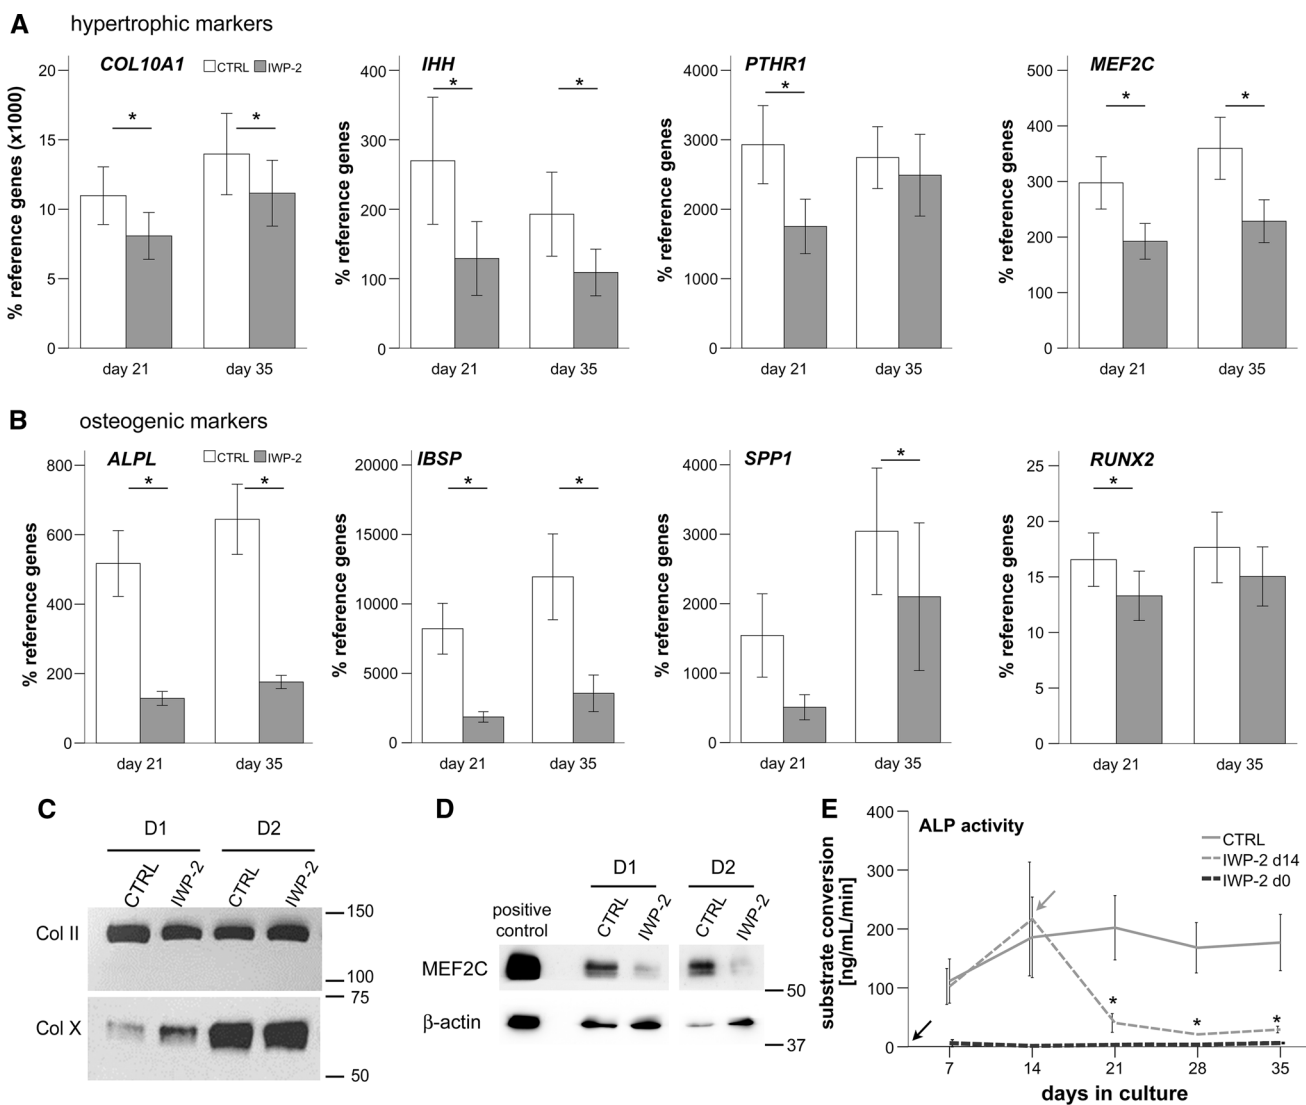 A hypertrophic markers
COL10A1 CTRL IWP-2
% reference genes (x1000)
20
15
10
5
0
* *
day 21 day 35
IHH
% reference genes
400
300
200
100
0
* *
day 21 day 35
PTHR1
% reference genes
4000
3000
2000
1000
0
*
day 21 day 35
MEF2C
% reference genes
500
400
300
200
100
0
* *
day 21 day 35
B osteogenic markers
ALPL CTRL IWP-2
% reference genes
800
600
400
200
0
* *
day 21 day 35
IBSP
% reference genes
20000
15000
10000
5000
0
* *
day 21 day 35
SPP1
% reference genes
4000
3000
2000
1000
0
*
day 21 day 35
RUNX2
% reference genes
25
20
15
10
5
0
*
day 21 day 35
C
D1 D2
CTRL IWP-2 CTRL IWP-2
Col II
150
100
75
Col X
50
D
D1 D2
positive control
CTRL IWP-2 CTRL IWP-2
MEF2C
50
β-actin
37
E
ALP activity
CTRL
IWP-2 d14
IWP-2 d0
substrate conversion
[ng/mL/min]
400
300
200
100
0
* * *
7 14 21 28 35
days in culture